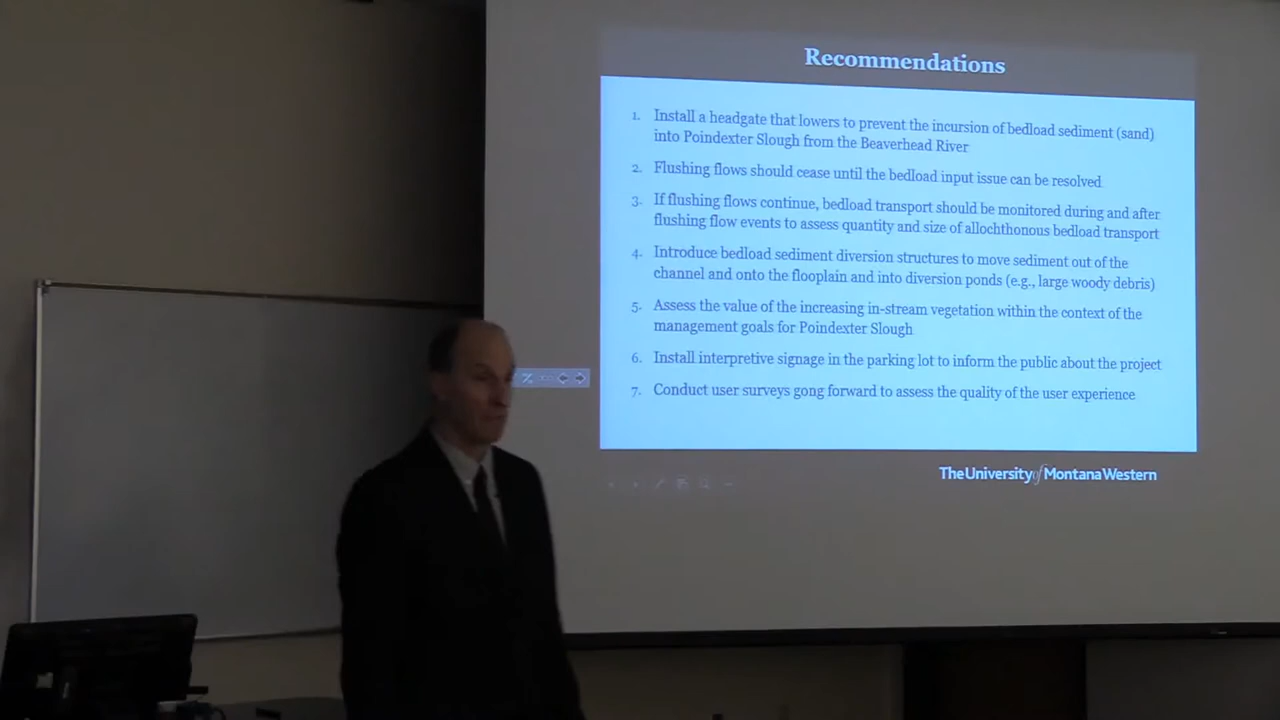 Recommendations
1. Install a headgate that lowers to prevent the incursion of bedload sediment (sand)
into Poindexter Slough from the Beaverhead River
2. Flushing flows should cease until the bedload input issue can be resolved
3. If flushing flows continue, bedload transport should be monitored during and after
flushing flow events to assess quantity and size of allochthonous bedload transport
4. Introduce bedload sediment diversion structures to move sediment out of the
channel and onto the flooplain and into diversion ponds (e.g., large woody debris)
5. Assess the value of the increasing in-stream vegetation within the context of the
management goals for Poindexter Slough
6. Install interpretive signage in the parking lot to inform the public about the project
7. Conduct user surveys gong forward to assess the quality of the user experience
The University of Montana Western